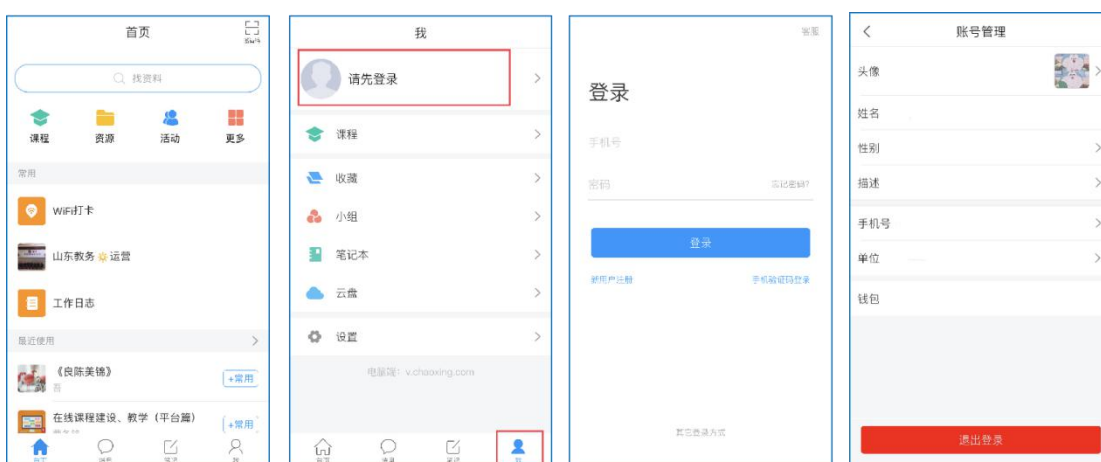 首页
找资料
课程
资源
活动
更多
常用
WiFi打卡
山东教务 运营
工作日志
最近使用
《良陈美锦》
吾
+常用
在线课程建设、教学（平台篇）
+常用
首页
消息
笔记
我
我
请先登录
课程
收藏
小组
笔记本
云盘
设置
电脑端：v.chaoxing.com
首页
消息
笔记
我
客服
登录
手机号
密码
忘记密码?
登录
新用户注册
手机验证码登录
其它登录方式
账号管理
头像
姓名
性别
描述
手机号
单位
钱包
退出登录